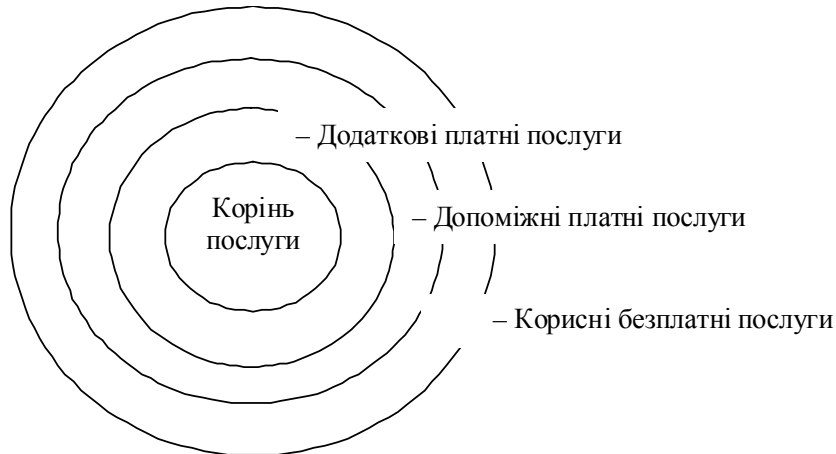 – Додаткові платні послуги
Корінь
послуги
– Допоміжні платні послуги
– Корисні безплатні послуги